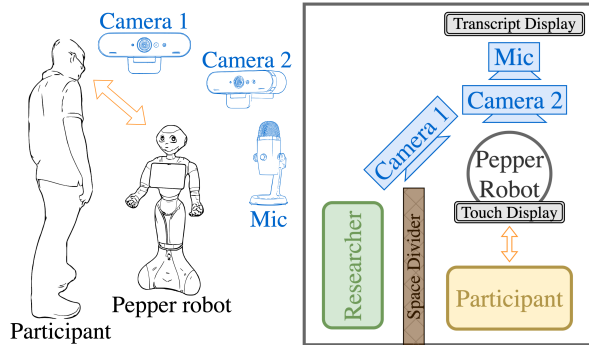 Camera 1
Camera 2
Mic
Pepper robot
Participant
Transcript Display
Mic
Camera 2
Camera 1
Pepper
Robot
Touch Display
Researcher
Space Divider
Participant